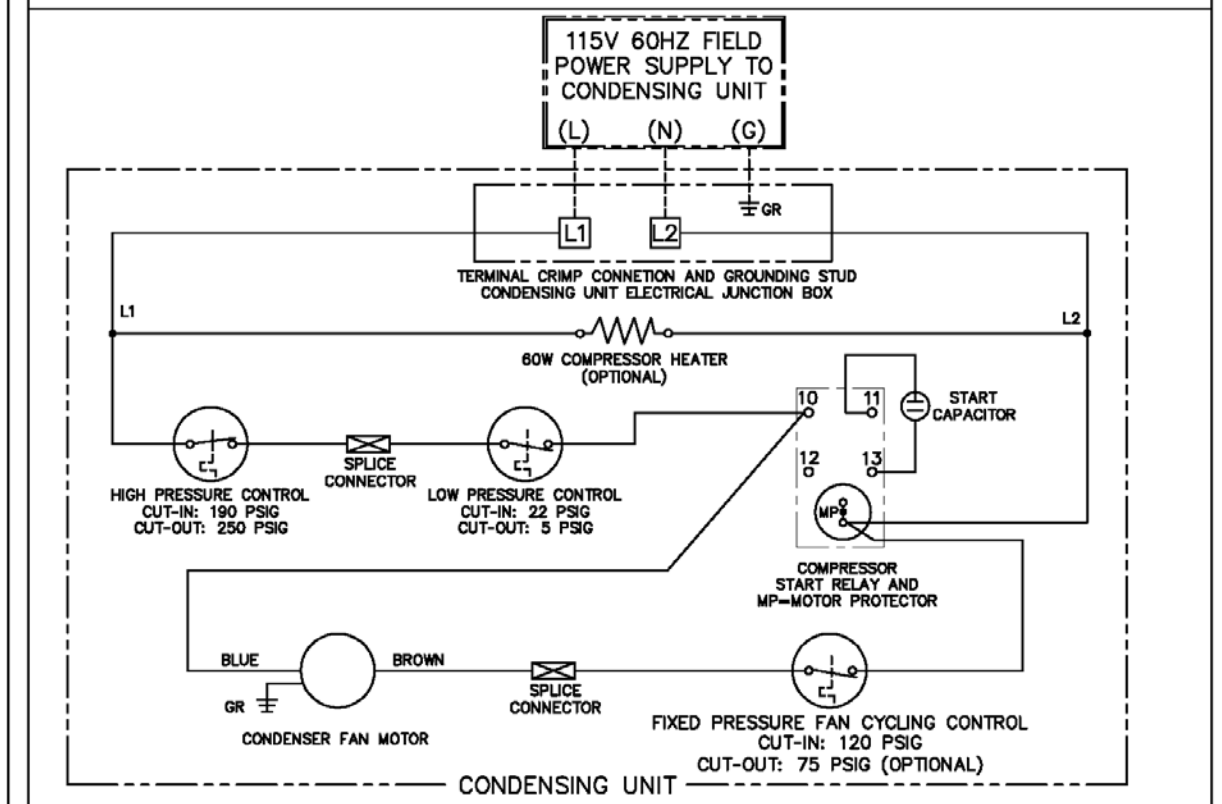 115V 60HZ FIELD
POWER SUPPLY TO
CONDENSING UNIT
(L) (N) (G)
GR
L1 L2
TERMINAL CRIMP CONNETION AND GROUNDING STUD
CONDENSING UNIT ELECTRICAL JUNCTION BOX
L1
L2
60W COMPRESSOR HEATER
(OPTIONAL)
10 11
START
CAPACITOR
12 13
SPLICE
CONNECTOR
HIGH PRESSURE CONTROL
CUT-IN: 190 PSIG
CUT-OUT: 250 PSIG
LOW PRESSURE CONTROL
CUT-IN: 22 PSIG
CUT-OUT: 5 PSIG
MP
COMPRESSOR
START RELAY AND
MP-MOTOR PROTECTOR
BLUE
BROWN
GR
SPLICE
CONNECTOR
CONDENSER FAN MOTOR
FIXED PRESSURE FAN CYCLING CONTROL
CUT-IN: 120 PSIG
CUT-OUT: 75 PSIG (OPTIONAL)
CONDENSING UNIT